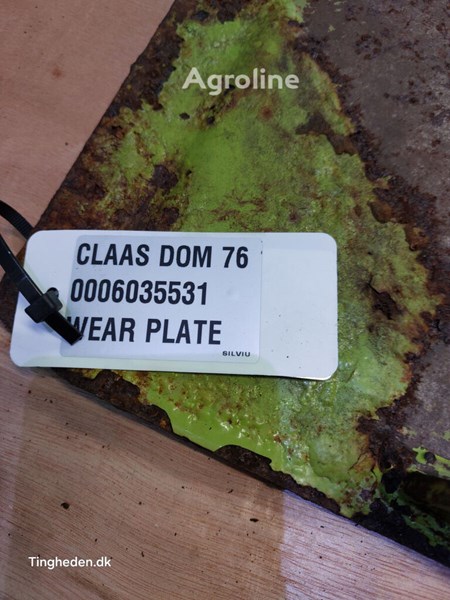 Agroline
CLAAS DOM 76
0006035531
WEAR PLATE
SILVIU
Tingheden.dk